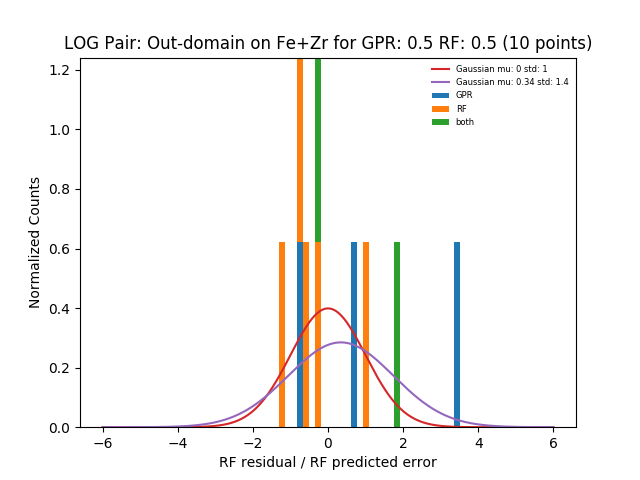 LOG Pair: Out-domain on Fe+Zr for GPR: 0.5 RF: 0.5 (10 points)
Gaussian mu: 0 std: 1
Gaussian mu: 0.34 std: 1.4
GPR
RF
both
Normalized Counts
1.2
1.0
0.8
0.6
0.4
0.2
0.0
−6 −4 −2 0 2 4 6
RF residual / RF predicted error